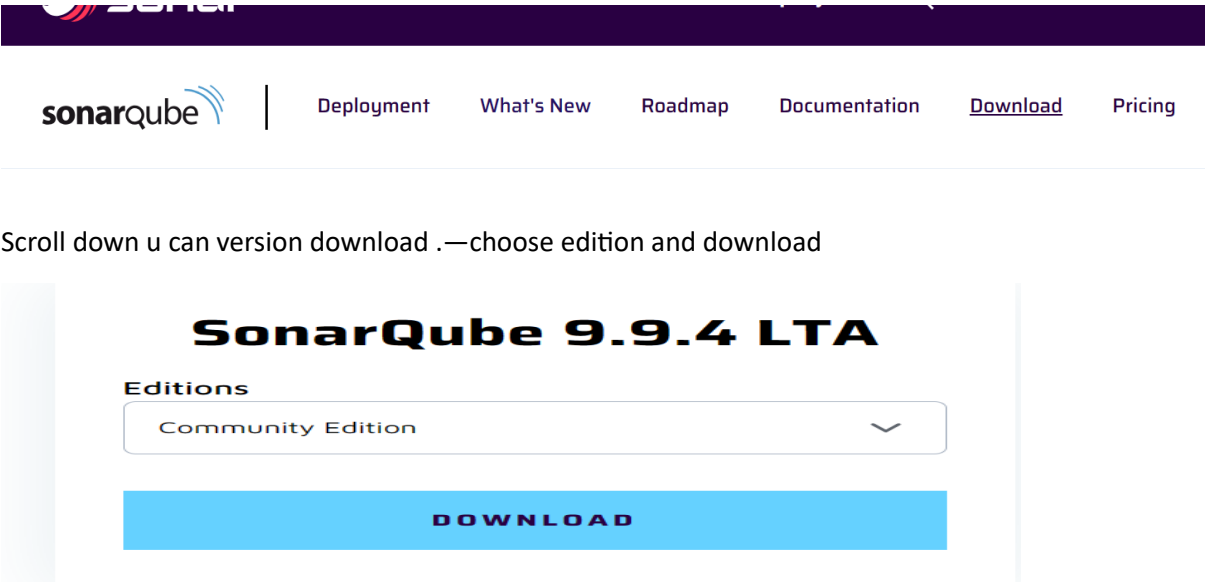 sonarqube Deployment What's New Roadmap Documentation Download Pricing
Scroll down u can version download .—choose edition and download
SonarQube 9.9.4 LTA
Editions
Community Edition
DOWNLOAD